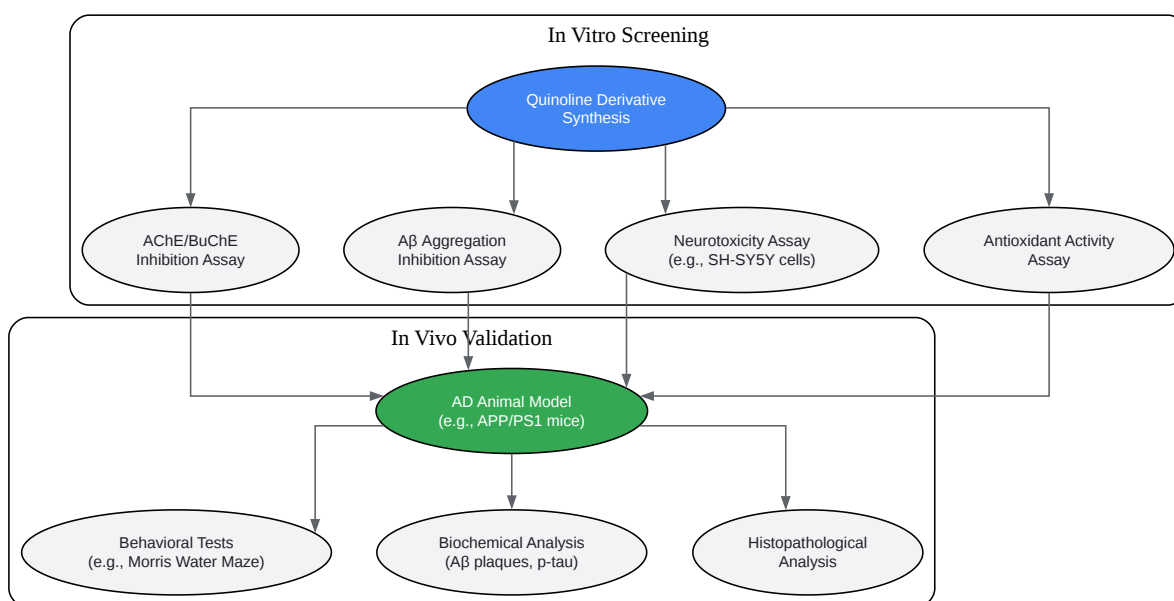 In Vitro Screening
Quinoline Derivative
Synthesis
AChE/BuChE
Inhibition Assay
Aβ Aggregation
Inhibition Assay
Neurotoxicity Assay
(e.g., SH-SY5Y cells)
Antioxidant Activity
Assay
In Vivo Validation
AD Animal Model
(e.g., APP/PS1 mice)
Behavioral Tests
(e.g., Morris Water Maze)
Biochemical Analysis
(Aβ plaques, p-tau)
Histopathological
Analysis